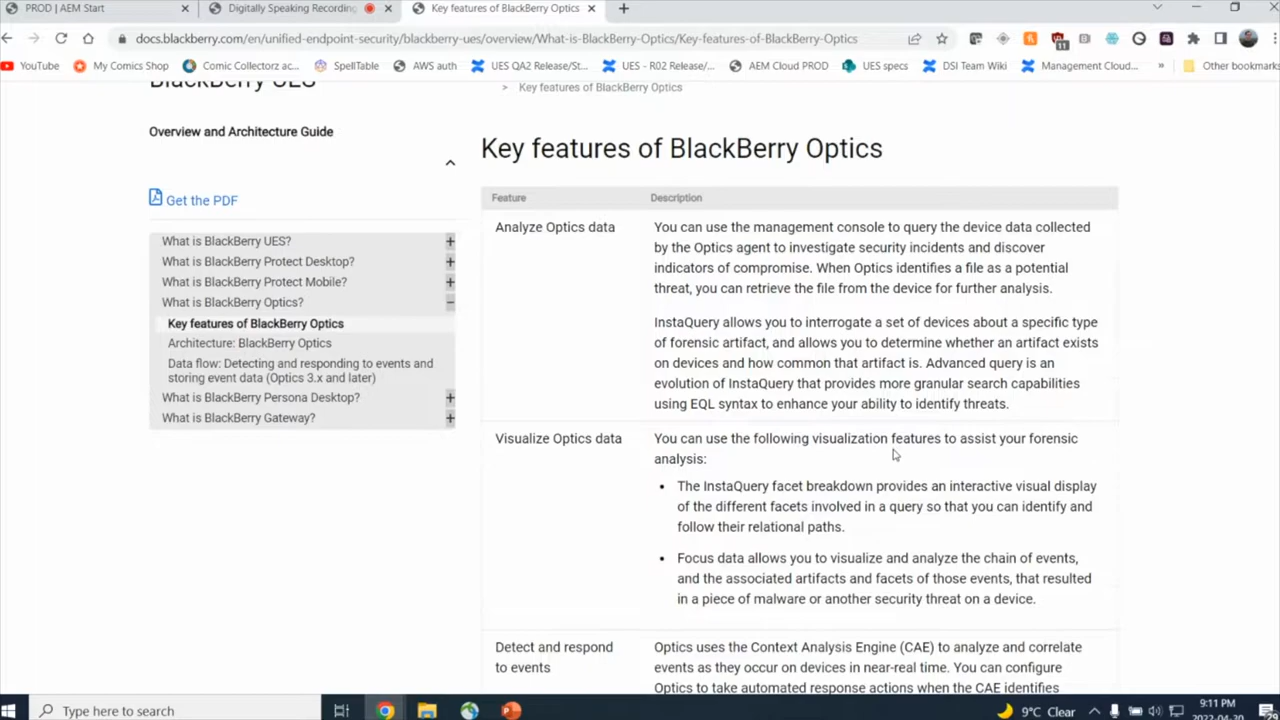 PROD | AEM Start
Digitally Speaking Recording
Key features of BlackBerry Optics
docs.blackberry.com/en/unified-endpoint-security/blackberry-ues/overview/What-is-BlackBerry-Optics/Key-features-of-BlackBerry-Optics
11
YouTube
My Comics Shop
Comic Collectorz ac...
SpellTable
AWS auth
UES QA2 Release/St...
UES - R02 Release/...
AEM Cloud PROD
UES specs
DSI Team Wiki
Management Cloud...
»
Other bookmarks
BlackBerry UES
> Key features of BlackBerry Optics
Overview and Architecture Guide
Get the PDF
What is BlackBerry UES?
What is BlackBerry Protect Desktop?
What is BlackBerry Protect Mobile?
What is BlackBerry Optics?
Key features of BlackBerry Optics
Architecture: BlackBerry Optics
Data flow: Detecting and responding to events and
storing event data (Optics 3.x and later)
What is BlackBerry Persona Desktop?
What is BlackBerry Gateway?
Key features of BlackBerry Optics
Feature Description
Analyze Optics data
You can use the management console to query the device data collected
by the Optics agent to investigate security incidents and discover
indicators of compromise. When Optics identifies a file as a potential
threat, you can retrieve the file from the device for further analysis.
InstaQuery allows you to interrogate a set of devices about a specific type
of forensic artifact, and allows you to determine whether an artifact exists
on devices and how common that artifact is. Advanced query is an
evolution of InstaQuery that provides more granular search capabilities
using EQL syntax to enhance your ability to identify threats.
Visualize Optics data
You can use the following visualization features to assist your forensic
analysis:
• The InstaQuery facet breakdown provides an interactive visual display
of the different facets involved in a query so that you can identify and
follow their relational paths.
• Focus data allows you to visualize and analyze the chain of events,
and the associated artifacts and facets of those events, that resulted
in a piece of malware or another security threat on a device.
Detect and respond
to events
Optics uses the Context Analysis Engine (CAE) to analyze and correlate
events as they occur on devices in near-real time. You can configure
Optics to take automated response actions when the CAE identifies
Type here to search
9°C Clear
9:11 PM
2022-04-20